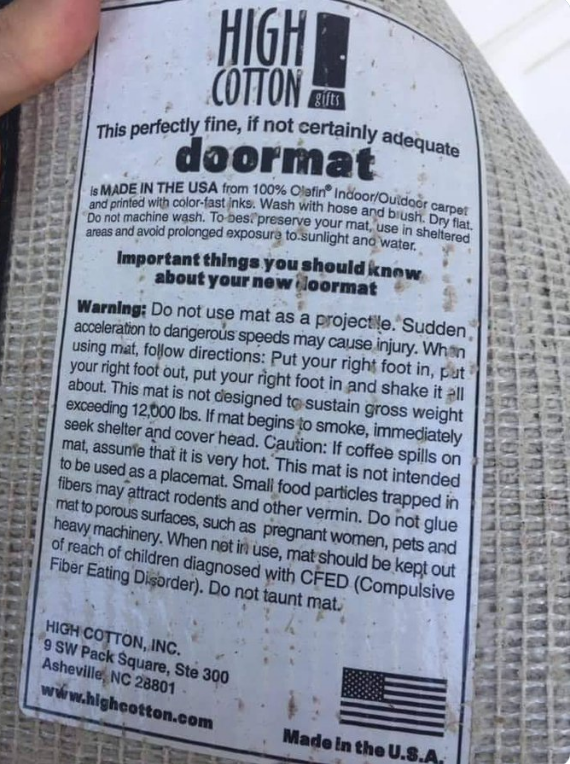 HIGH
COTTON
gifts
This perfectly fine, if not certainly adequate
doormat
is MADE IN THE USA from 100% Olafin® Indoor/Outdoor carpet
and printed with color-fast inks. Wash with hose and brush. Dry flat.
Do not machine wash. To best preserve your mat, use in sheltered
areas and avoid prolonged exposure to sunlight and water.
Important things you should know
about your new doormat
Warning: Do not use mat as a projectile. Sudden
acceleration to dangerous speeds may cause injury. When
using mat, follow directions: Put your right foot in, put
your right foot out, put your right foot in and shake it all
about. This mat is not designed to sustain gross weight
exceeding 12,000 lbs. If mat begins to smoke, immediately
seek shelter and cover head. Caution: If coffee spills on
mat, assume that it is very hot. This mat is not intended
to be used as a placemat. Small food particles trapped in
fibers may attract rodents and other vermin. Do not glue
mat to porous surfaces, such as pregnant women, pets and
heavy machinery. When not in use, mat should be kept out
of reach of children diagnosed with CFED (Compulsive
Fiber Eating Disorder). Do not taunt mat.
HIGH COTTON, INC.
9 SW Pack Square, Ste 300
Asheville, NC 28801
www.highcotton.com
Made in the U.S.A.